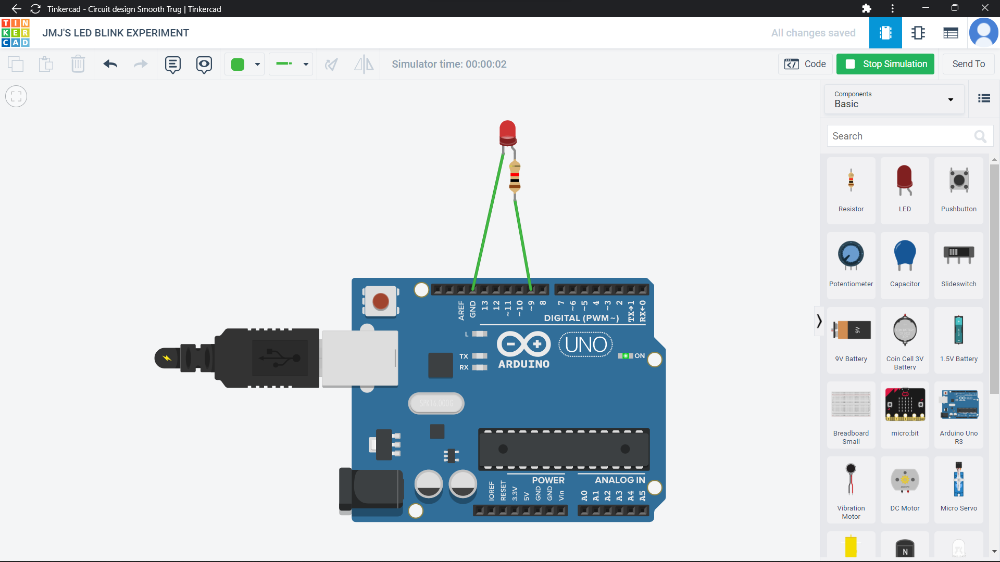 Tinkercad - Circuit design Smooth Trug | Tinkercad
TIN
KER
CAD
JMJ'S LED BLINK EXPERIMENT
All changes saved
Simulator time: 00:00:02
Code
Stop Simulation
Send To
Components
Basic
Search
Resistor
LED
Pushbutton
Potentiometer
Capacitor
Slideswitch
9V
9V Battery
Coin Cell 3V Battery
1.5V Battery
Breadboard Small
micro:bit
Arduino Uno R3
Vibration Motor
DC Motor
Micro Servo
N
AREF
GND
13
12
~11
~10
~9
8
7
~6
~5
4
~3
2
TX→1
RX←0
DIGITAL (PWM~)
L
TX
RX
ARDUINO
UNO
ON
SPK16.000G
POWER
ANALOG IN
IOREF
RESET
3.3V
5V
GND
GND
Vin
A0
A1
A2
A3
A4
A5